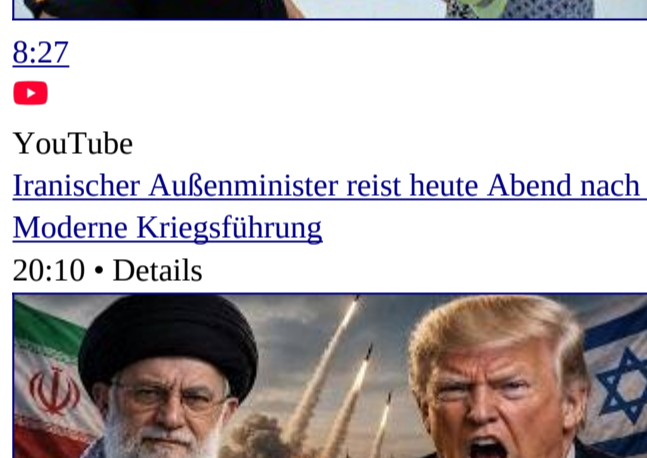 8:27
YouTube
Iranischer Außenminister reist heute Abend nach
Moderne Kriegsführung
20:10 • Details